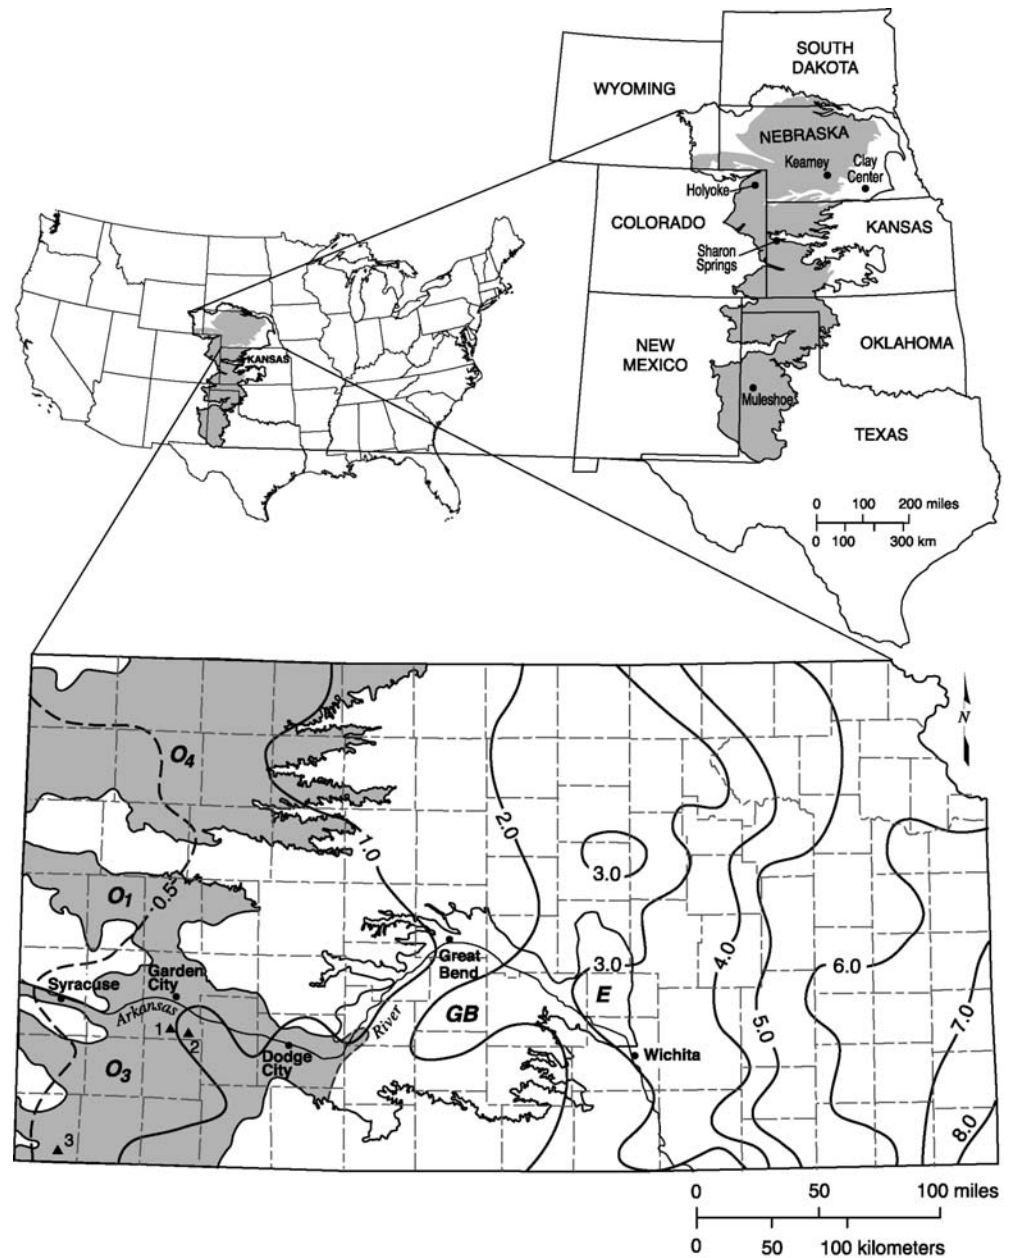 SOUTH
DAKOTA
WYOMING
NEBRASKA
Kearney
Clay
Center
Holyoke
COLORADO
KANSAS
Sharon
Springs
KANSAS
NEW
MEXICO
OKLAHOMA
Muleshoe
TEXAS
0 100 200 miles
0 100 300 km
N
O4
1.0
2.0
3.0
O1
0.5
Great
Bend
3.0
4.0
6.0
Syracuse
Garden
City
Arkansas
River
GB
E
5.0
7.0
1
2
Dodge
City
Wichita
O3
3
8.0
0 50 100 miles
0 50 100 kilometers